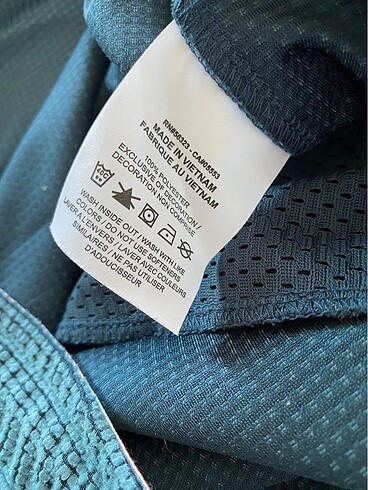 RN#56323 - CA#05553
MADE IN VIETNAM
FABRIQUÉ AU VIETNAM
100% POLYESTER
EXCLUSIVE OF DECORATION/
DECORATION NON COMPRISE
40C
WASH INSIDE OUT / WASH WITH LIKE
COLORS / DO NOT USE SOFTENERS
LAVER A L'ENVERS / LAVER AVEC COULEURS
SIMILAIRES / NE PAS UTILISER
D'ADOUCISSEUR